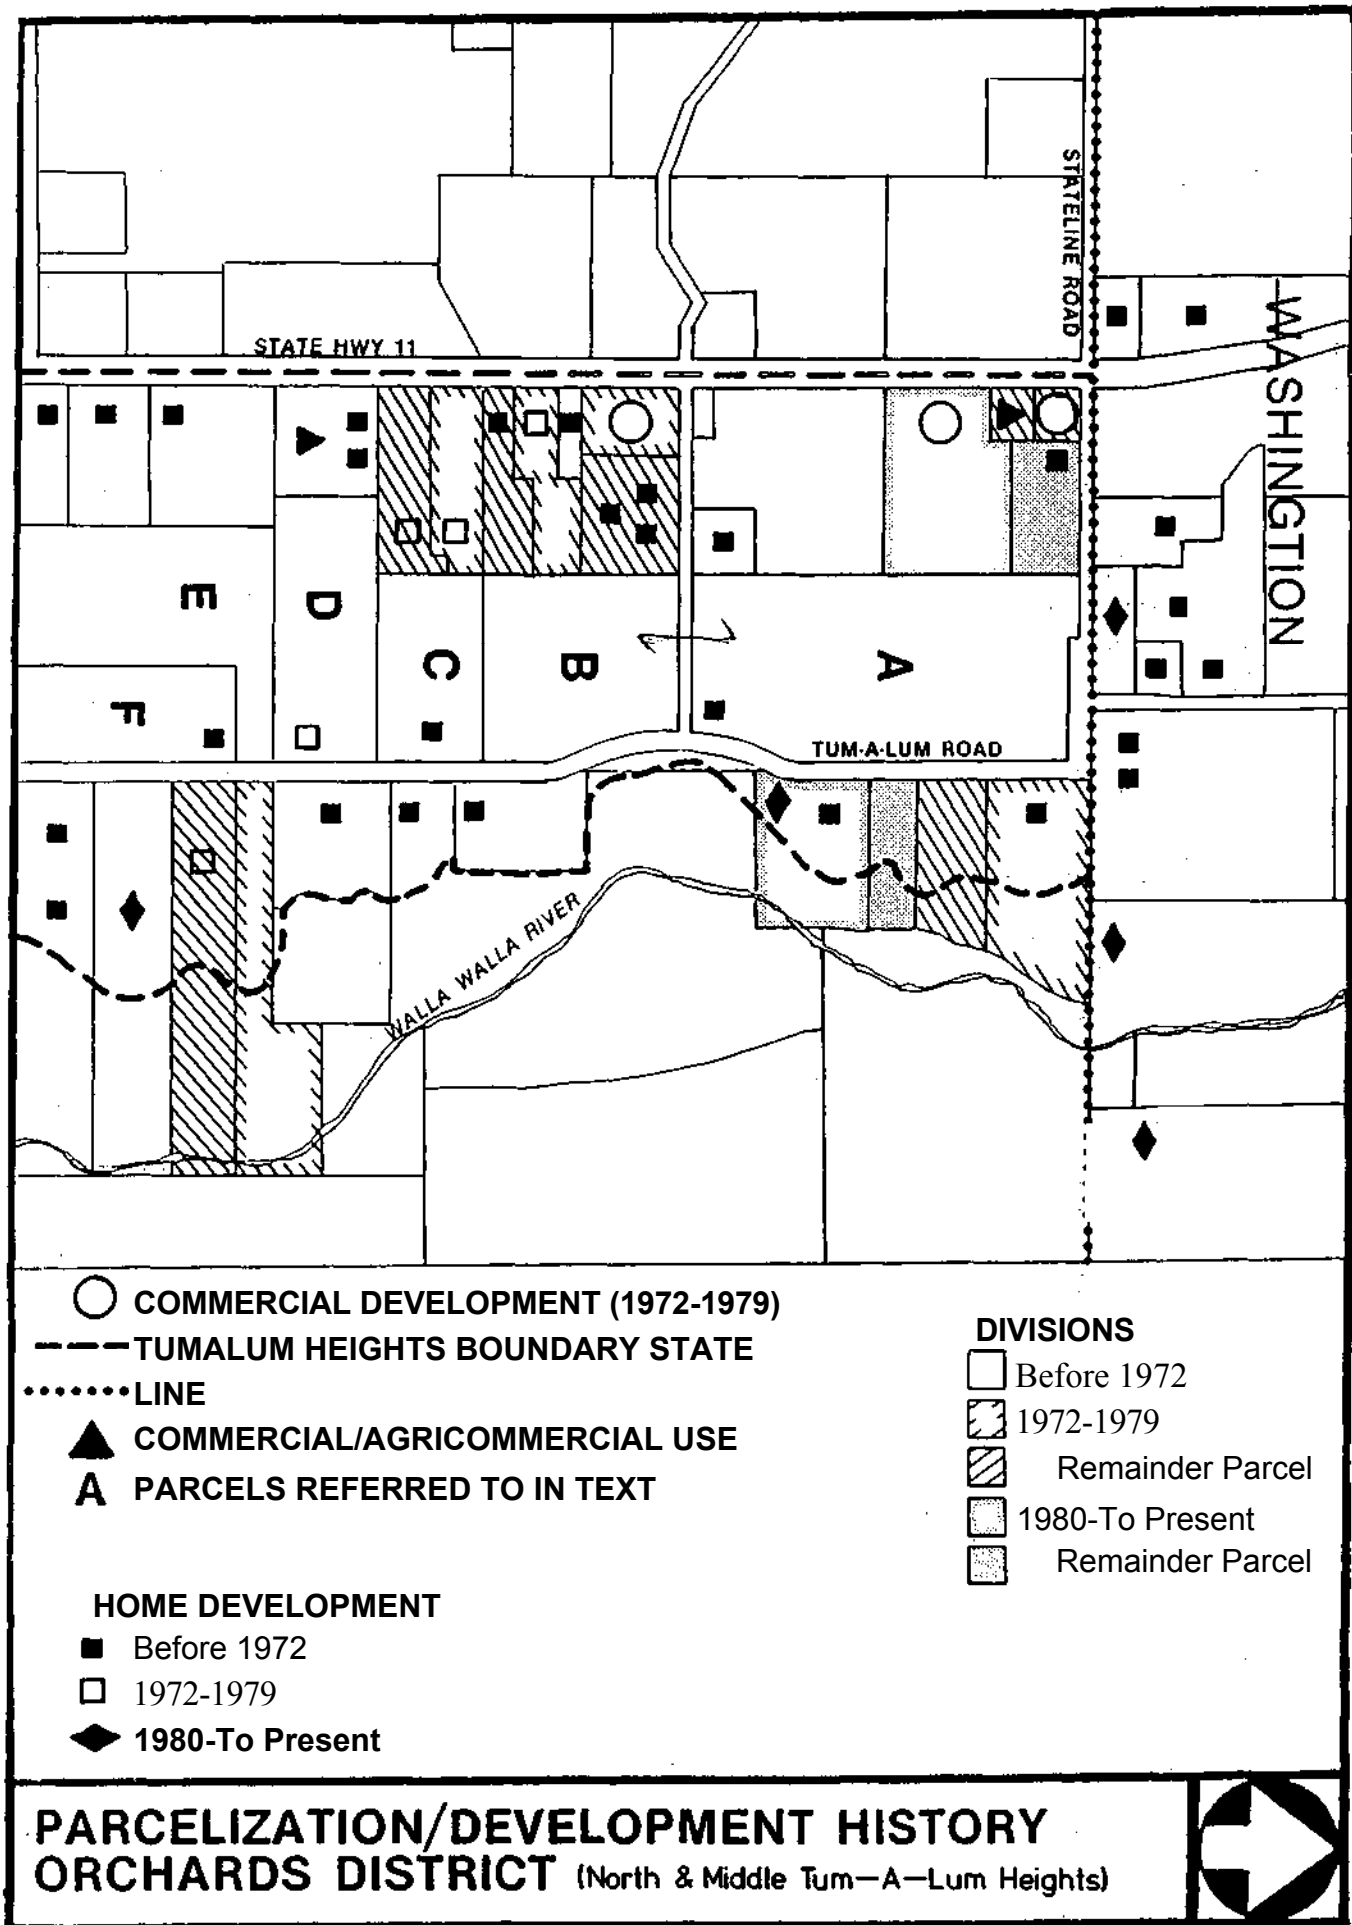 STATELINE ROAD
WASHINGTON
STATE HWY 11
E
D
C
B
A
F
TUM-A-LUM ROAD
WALLA WALLA RIVER
COMMERCIAL DEVELOPMENT (1972-1979)
TUMALUM HEIGHTS BOUNDARY STATE
LINE
COMMERCIAL/AGRICOMMERCIAL USE
A PARCELS REFERRED TO IN TEXT
DIVISIONS
Before 1972
1972-1979
Remainder Parcel
1980-To Present
Remainder Parcel
HOME DEVELOPMENT
Before 1972
1972-1979
1980-To Present
PARCELIZATION/DEVELOPMENT HISTORY
ORCHARDS DISTRICT (North & Middle Tum-A-Lum Heights)